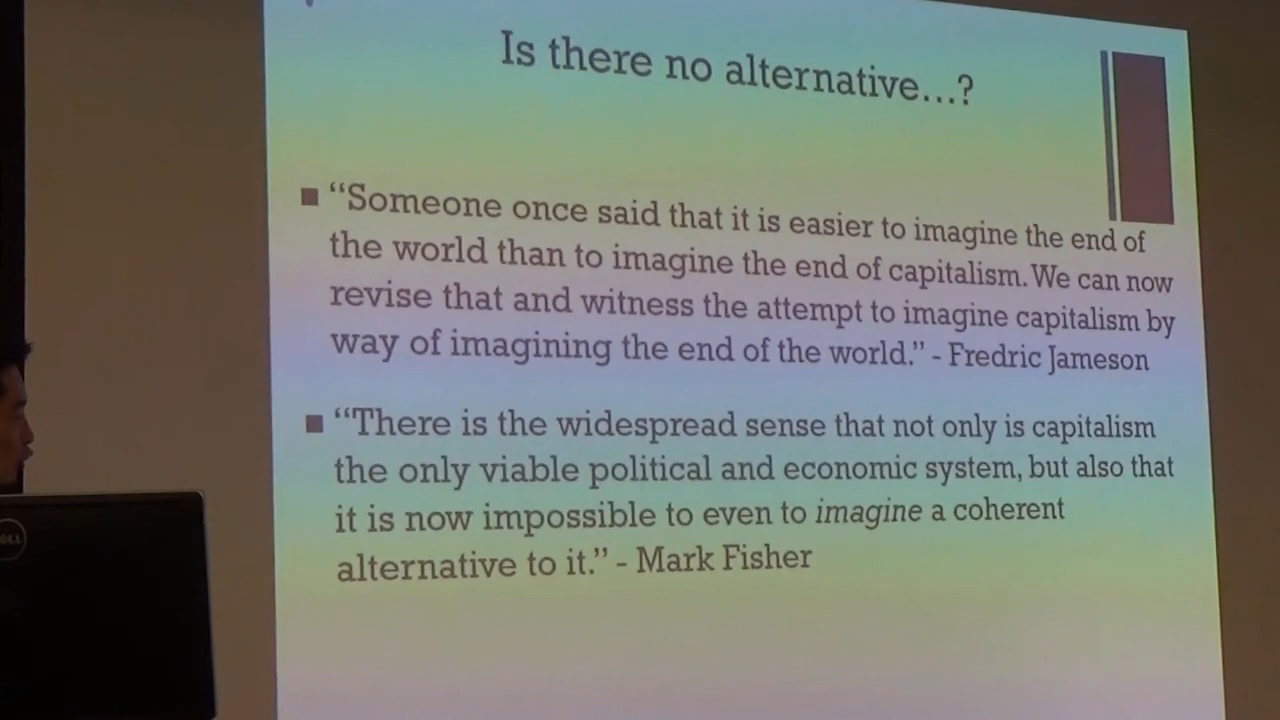 Is there no alternative...?
■ “Someone once said that it is easier to imagine the end of
the world than to imagine the end of capitalism. We can now
revise that and witness the attempt to imagine capitalism by
way of imagining the end of the world.” - Fredric Jameson
■ “There is the widespread sense that not only is capitalism
the only viable political and economic system, but also that
it is now impossible to even to imagine a coherent
alternative to it.” - Mark Fisher
DELL